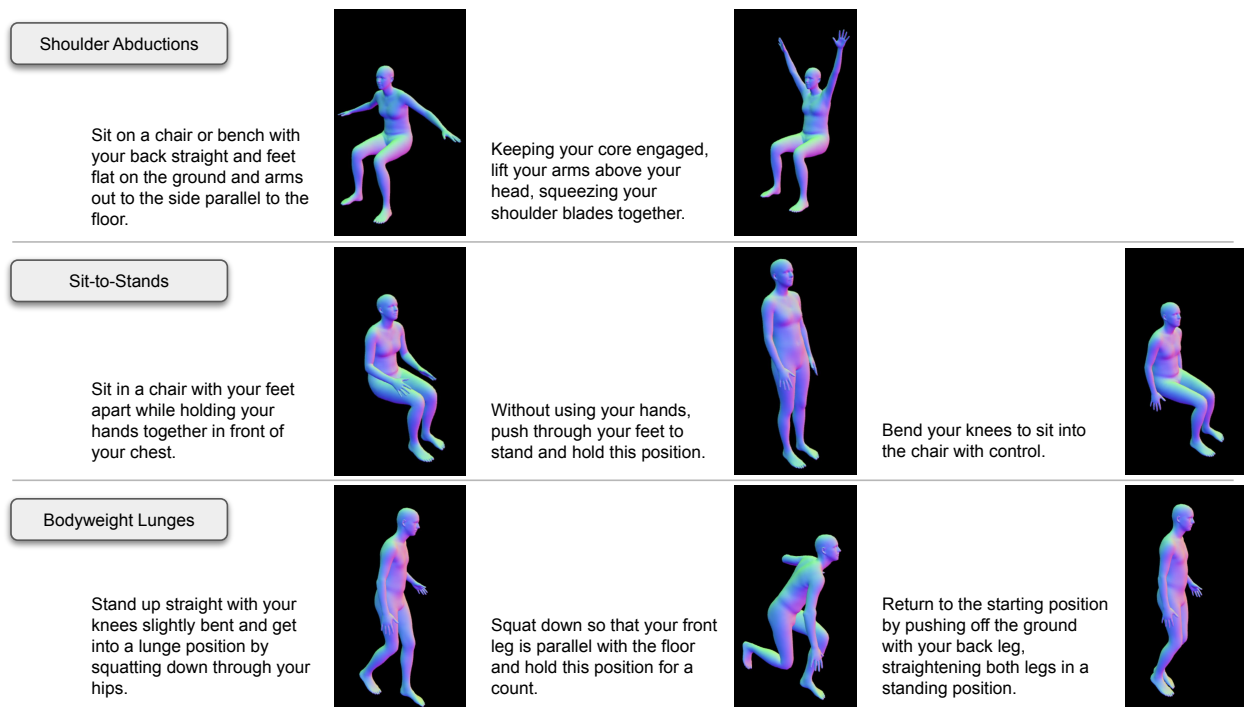 Shoulder Abductions
Sit on a chair or bench with
your back straight and feet
flat on the ground and arms
out to the side parallel to the
floor.
Keeping your core engaged,
lift your arms above your
head, squeezing your
shoulder blades together.
Sit-to-Stands
Sit in a chair with your feet
apart while holding your
hands together in front of
your chest.
Without using your hands,
push through your feet to
stand and hold this position.
Bend your knees to sit into
the chair with control.
Bodyweight Lunges
Stand up straight with your
knees slightly bent and get
into a lunge position by
squatting down through your
hips.
Squat down so that your front
leg is parallel with the floor
and hold this position for a
count.
Return to the starting position
by pushing off the ground
with your back leg,
straightening both legs in a
standing position.